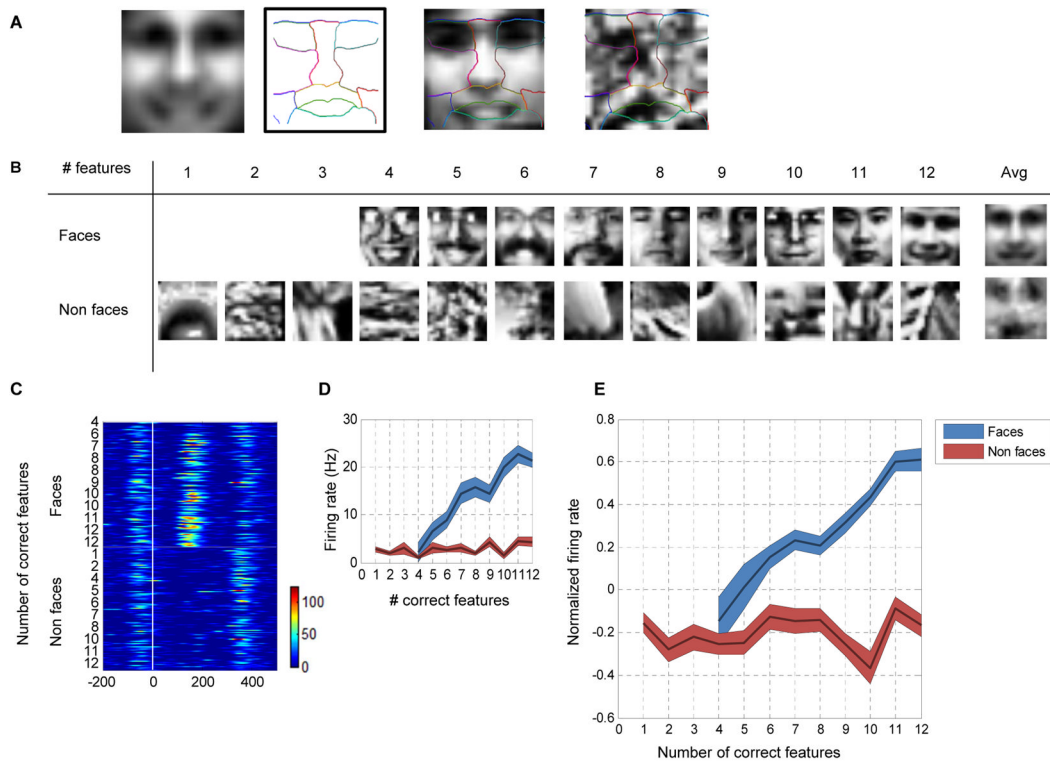 A
B
# features 1 2 3 4 5 6 7 8 9 10 11 12 Avg
Faces
Non faces
C
Number of correct features
Faces
Non faces
4
6
7
7
8
8
9
10
10
11
12
12
1
2
4
5
6
7
8
10
11
12
-200 0 200 400
100
50
0
D
Firing rate (Hz)
30
20
10
0
0 1 2 3 4 5 6 7 8 9 10 11 12
# correct features
E
Normalized firing rate
0.8
0.6
0.4
0.2
0
-0.2
-0.4
-0.6
0 1 2 3 4 5 6 7 8 9 10 11 12
Number of correct features
Faces
Non faces